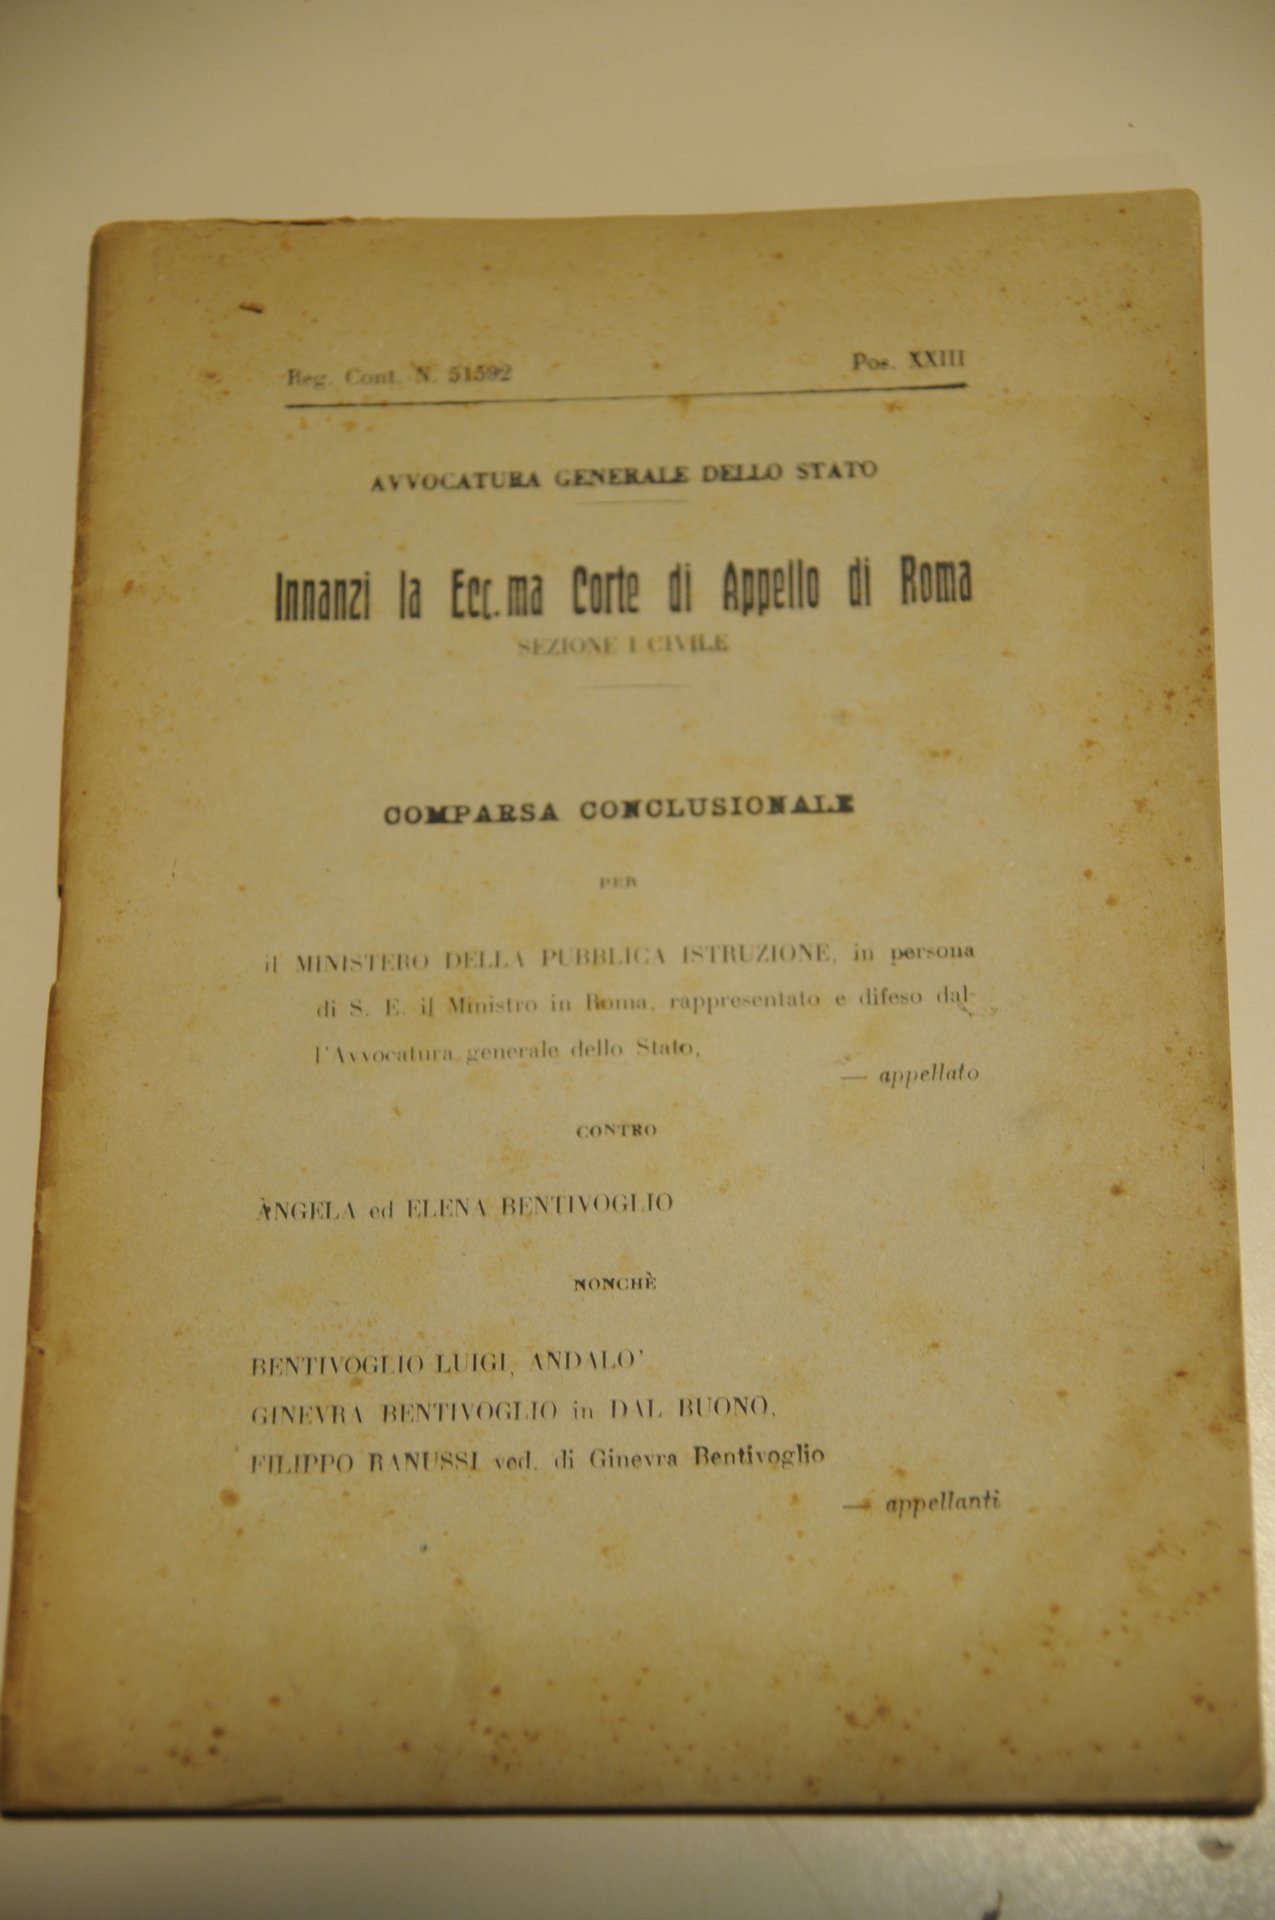 Reg. Cont. N. 51592
Pos. XXIII
AVVOCATURA GENERALE DELLO STATO
Innanzi la Ecc.ma Corte di Appello di Roma
SEZIONE I CIVILE
COMPARSA CONCLUSIONALE
PER
il MINISTERO DELLA PUBBLICA ISTRUZIONE, in persona
di S. E. il Ministro in Roma, rappresentato e difeso dal-
l'Avvocatura generale dello Stato,
— appellato
CONTRO
ANGELA ed ELENA BENTIVOGLIO
NONCHÈ
BENTIVOGLIO LUIGI, ANDALO'
GINEVRA BENTIVOGLIO in DAL BUONO,
FILIPPO RANUSSI ved. di Ginevra Bentivoglio
— appellanti